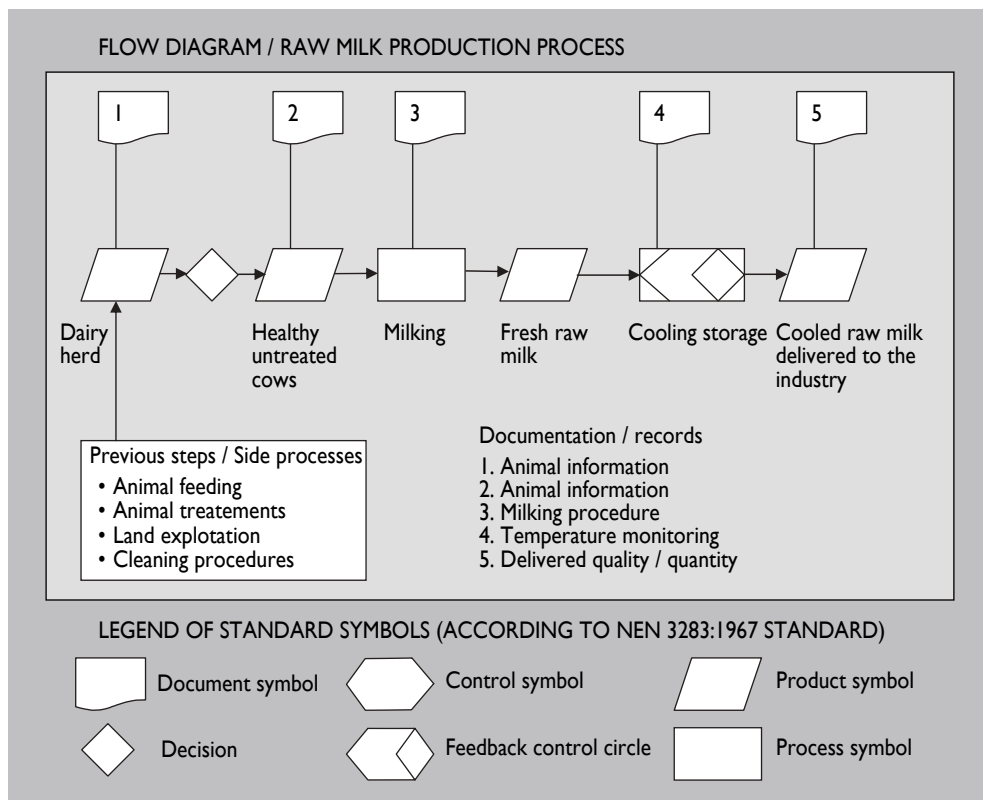 FLOW DIAGRAM / RAW MILK PRODUCTION PROCESS
1
2
3
4
5
Dairy
herd
Healthy
untreated
cows
Milking
Fresh raw
milk
Cooling storage
Cooled raw milk
delivered to the
industry
Previous steps / Side processes
• Animal feeding
• Animal treatements
• Land explotation
• Cleaning procedures
Documentation / records
1. Animal information
2. Animal information
3. Milking procedure
4. Temperature monitoring
5. Delivered quality / quantity
LEGEND OF STANDARD SYMBOLS (ACCORDING TO NEN 3283:1967 STANDARD)
Document symbol
Control symbol
Product symbol
Decision
Feedback control circle
Process symbol